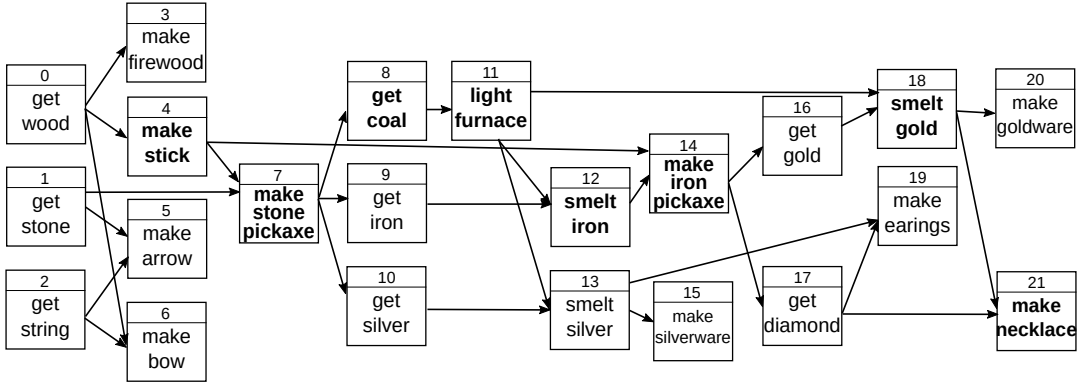 0
get
wood
1
get
stone
2
get
string
3
make
firewood
4
make
stick
5
make
arrow
6
make
bow
7
make
stone
pickaxe
8
get
coal
9
get
iron
10
get
silver
11
light
furnace
12
smelt
iron
13
smelt
silver
14
make
iron
pickaxe
15
make
silverware
16
get
gold
17
get
diamond
18
smelt
gold
19
make
earings
20
make
goldware
21
make
necklace